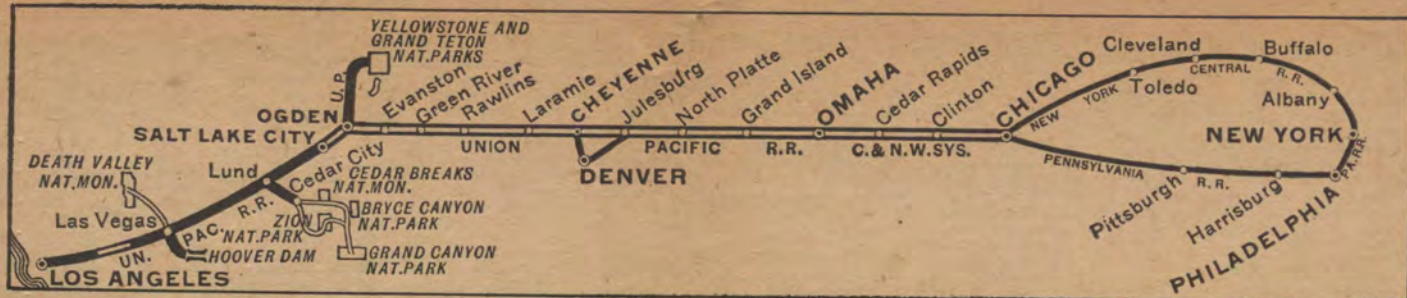 YELLOWSTONE AND
GRAND TETON
NAT. PARKS
U.P.
OGDEN
SALT LAKE CITY
Evanston
Green River
Rawlins
Laramie
CHEYENNE
Julesburg
North Platte
Grand Island
OMAHA
Cedar Rapids
Clinton
CHICAGO
UNION
PACIFIC
R.R.
C.&N.W.SYS.
DENVER
NEW
YORK
CENTRAL
R.R.
Toledo
Cleveland
Buffalo
Albany
NEW YORK
PA.R.R.
PENNSYLVANIA
R.R.
Pittsburgh
Harrisburg
PHILADELPHIA
DEATH VALLEY
NAT.MON.
Lund
Cedar City
CEDAR BREAKS
NAT.MON.
BRYCE CANYON
NAT.PARK
ZION
NAT.PARK
GRAND CANYON
NAT.PARK
Las Vegas
HOOVER DAM
UN.
PAC.
R.R.
LOS ANGELES